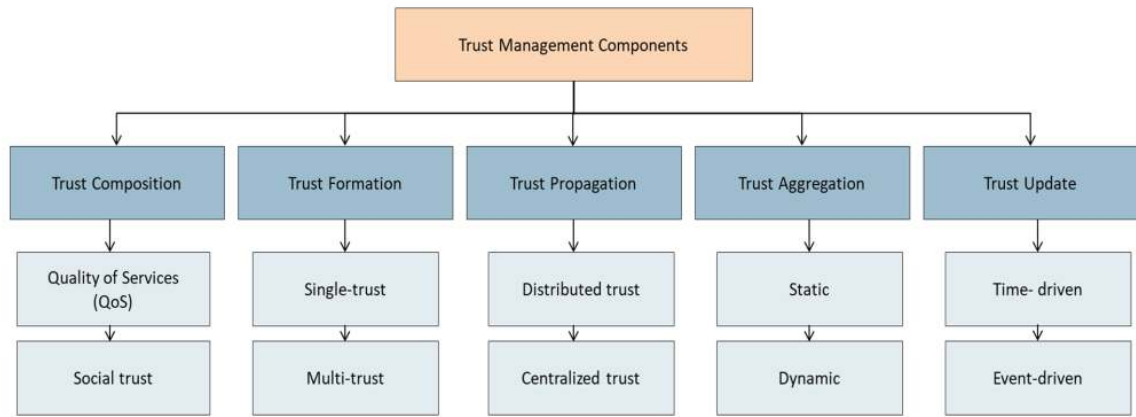 Trust Management Components
Trust Composition
Trust Formation
Trust Propagation
Trust Aggregation
Trust Update
Quality of Services
(QoS)
Single-trust
Distributed trust
Static
Time- driven
Social trust
Multi-trust
Centralized trust
Dynamic
Event-driven